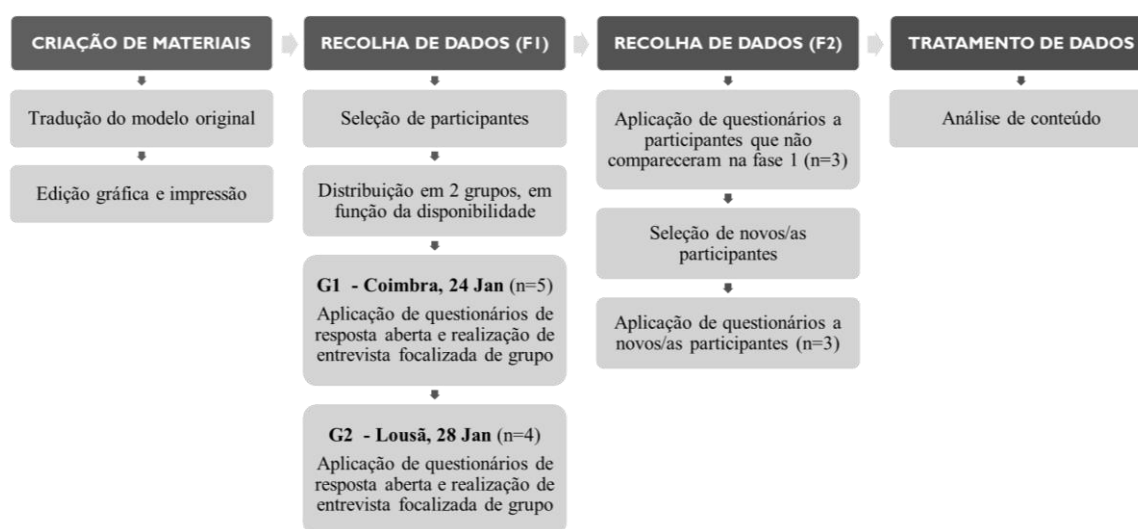 CRIAÇÃO DE MATERIAIS
Tradução do modelo original
Edição gráfica e impressão
RECOLHA DE DADOS (F1)
Seleção de participantes
Distribuição em 2 grupos, em
função da disponibilidade
G1 - Coimbra, 24 Jan (n=5)
Aplicação de questionários de
resposta aberta e realização de
entrevista focalizada de grupo
G2 - Lousã, 28 Jan (n=4)
Aplicação de questionários de
resposta aberta e realização de
entrevista focalizada de grupo
RECOLHA DE DADOS (F2)
Aplicação de questionários a
participantes que não
compareceram na fase 1 (n=3)
Seleção de novos/as
participantes
Aplicação de questionários a
novos/as participantes (n=3)
TRATAMENTO DE DADOS
Análise de conteúdo